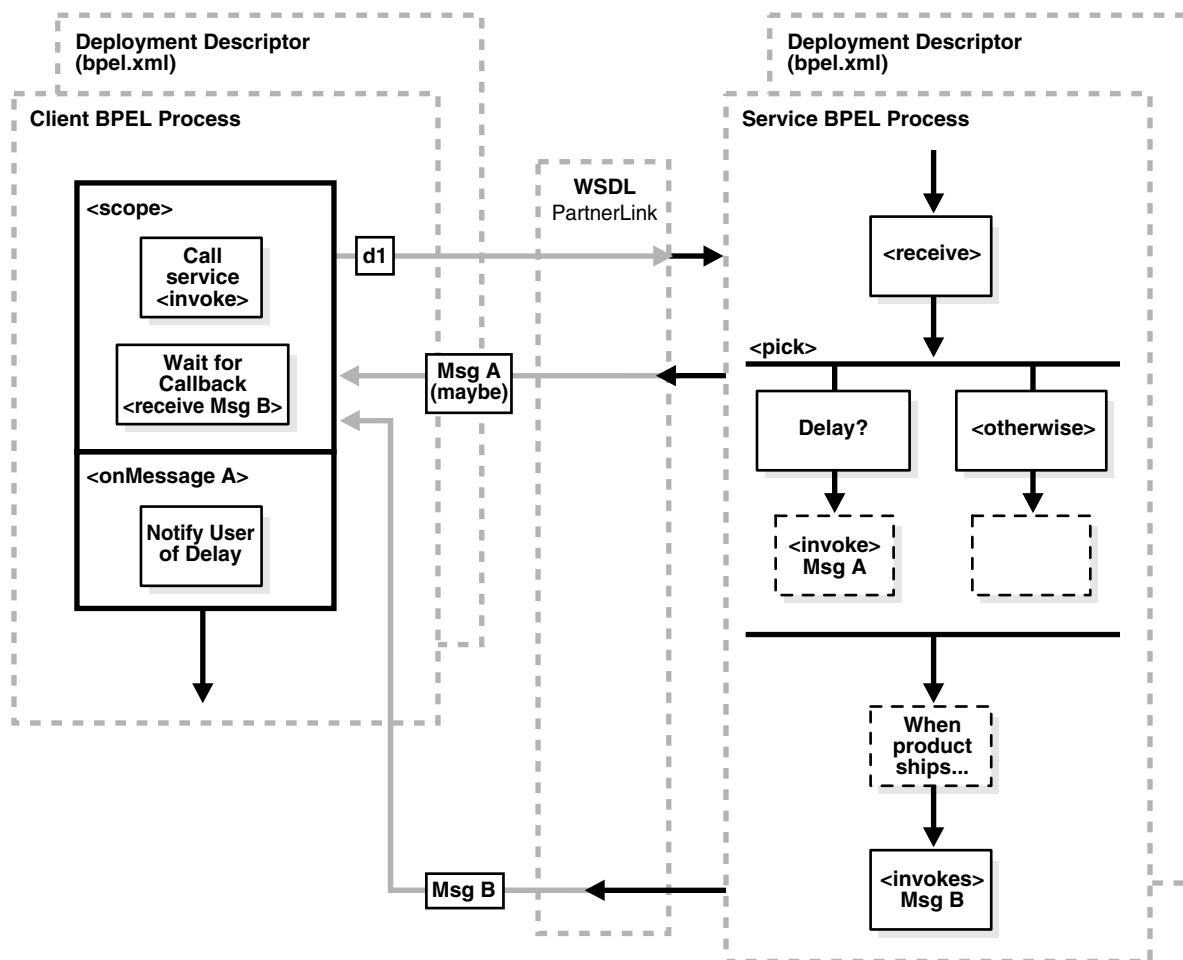 Deployment Descriptor
(bpel.xml)
Client BPEL Process
<scope>
Call
service
<invoke>
Wait for
Callback
<receive Msg B>
<onMessage A>
Notify User
of Delay
d1
Msg A
(maybe)
Msg B
WSDL
PartnerLink
Deployment Descriptor
(bpel.xml)
Service BPEL Process
<receive>
<pick>
Delay?
<otherwise>
<invoke>
Msg A
When
product
ships...
<invokes>
Msg B